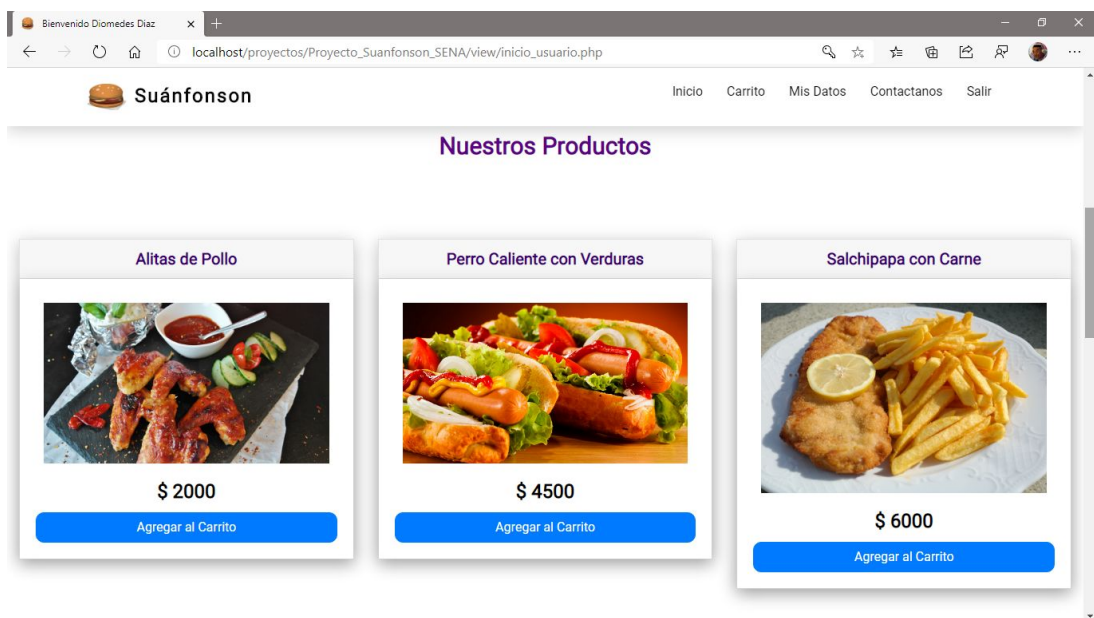 Bienvenido Diomedes Diaz
localhost/proyectos/Proyecto_Suanfonson_SENA/view/inicio_usuario.php
Suánfonson
Inicio Carrito Mis Datos Contactanos Salir
Nuestros Productos
Alitas de Pollo
$ 2000
Agregar al Carrito
Perro Caliente con Verduras
$ 4500
Agregar al Carrito
Salchipapa con Carne
$ 6000
Agregar al Carrito